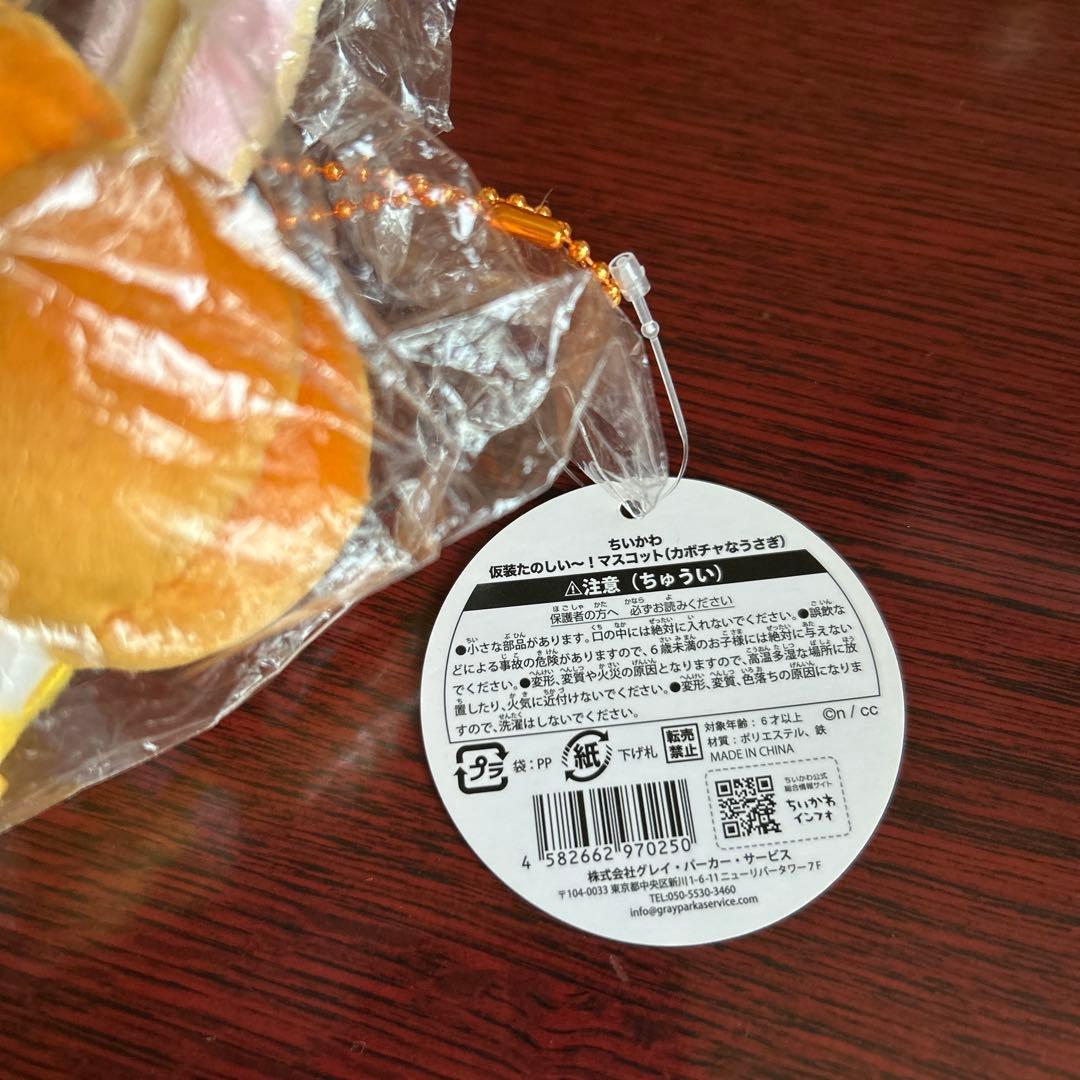 ちいかわ
仮装たのしい～！マスコット(カボチャなうさぎ)
⚠注意（ちゅうい）
保護者の方へ 必ずお読みください
●小さな部品があります。口の中には絶対に入れないでください。●誤飲な
どによる事故の危険がありますので、6歳未満のお子様には絶対に与えない
でください。●変形、変質や火災の原因となりますので、高温多湿な場所に放
置したり、火気に近付けないでください。●変形、変質、色落ちの原因になりま
すので、洗濯はしないでください。
©n / cc
プラ 袋：PP 紙 下げ札 転売禁止
対象年齢：6才以上
材質：ポリエステル、鉄
MADE IN CHINA
ちいかわ公式
総合情報サイト
ちいかわ
インフォ
4 582662 970250
株式会社グレイ・パーカー・サービス
〒104-0033 東京都中央区新川1-6-11 ニューリバータワー7F
TEL:050-5530-3460
info@grayparkaservice.com